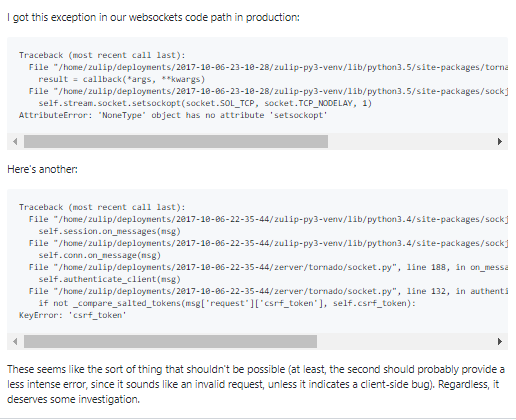 I got this exception in our websockets code path in production:
Traceback (most recent call last):
File "/home/zulip/deployments/2017-10-06-23-10-28/zulip-py3-venv/lib/python3.5/site-packages/torna
result = callback(*args, **kwargs)
File "/home/zulip/deployments/2017-10-06-23-10-28/zulip-py3-venv/lib/python3.5/site-packages/sockj
self.stream.socket.setsockopt(socket.SOL_TCP, socket.TCP_NODELAY, 1)
AttributeError: 'NoneType' object has no attribute 'setsockopt'
Here's another:
Traceback (most recent call last):
File "/home/zulip/deployments/2017-10-06-22-35-44/zulip-py3-venv/lib/python3.4/site-packages/sockj
self.session.on_messages(msg)
File "/home/zulip/deployments/2017-10-06-22-35-44/zulip-py3-venv/lib/python3.4/site-packages/sockj
self.conn.on_message(msg)
File "/home/zulip/deployments/2017-10-06-22-35-44/zerver/tornado/socket.py", line 188, in on_messa
self.authenticate_client(msg)
File "/home/zulip/deployments/2017-10-06-22-35-44/zerver/tornado/socket.py", line 132, in authenti
if not _compare_salted_tokens(msg['request']['csrf_token'], self.csrf_token):
KeyError: 'csrf_token'
These seems like the sort of thing that shouldn't be possible (at least, the second should probably provide a
less intense error, since it sounds like an invalid request, unless it indicates a client-side bug). Regardless, it
deserves some investigation.